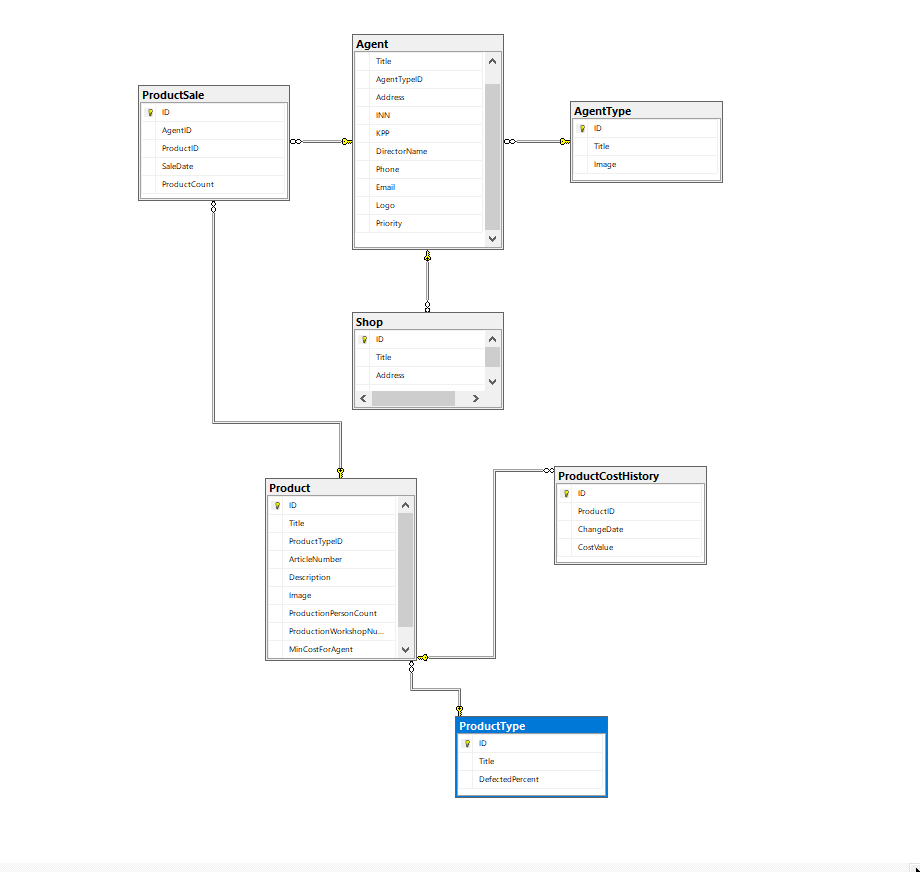 Agent
Title
AgentTypeID
Address
INN
KPP
DirectorName
Phone
Email
Logo
Priority
ProductSale
ID
AgentID
ProductID
SaleDate
ProductCount
AgentType
ID
Title
Image
Shop
ID
Title
Address
Product
ID
Title
ProductTypeID
ArticleNumber
Description
Image
ProductionPersonCount
ProductionWorkshopNu...
MinCostForAgent
ProductCostHistory
ID
ProductID
ChangeDate
CostValue
ProductType
ID
Title
DefectedPercent